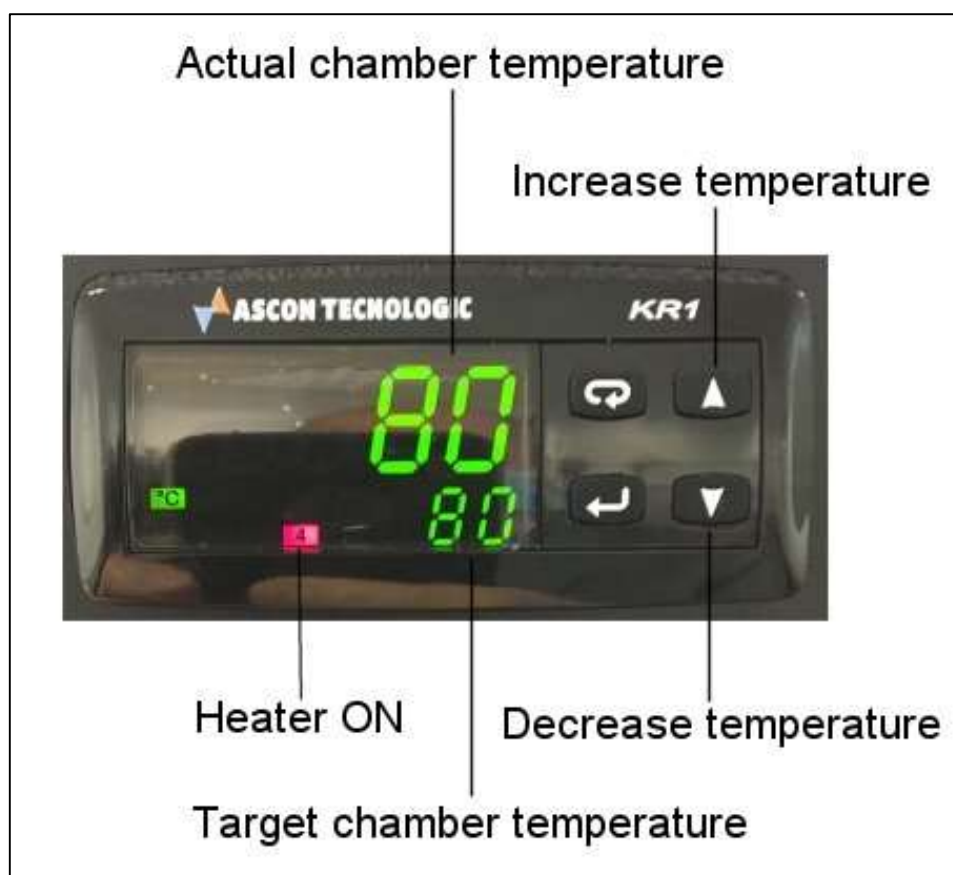 Actual chamber temperature
Increase temperature
ASCON TECNOLOGIC
KR1
80
°C
80
4
Heater ON
Decrease temperature
Target chamber temperature